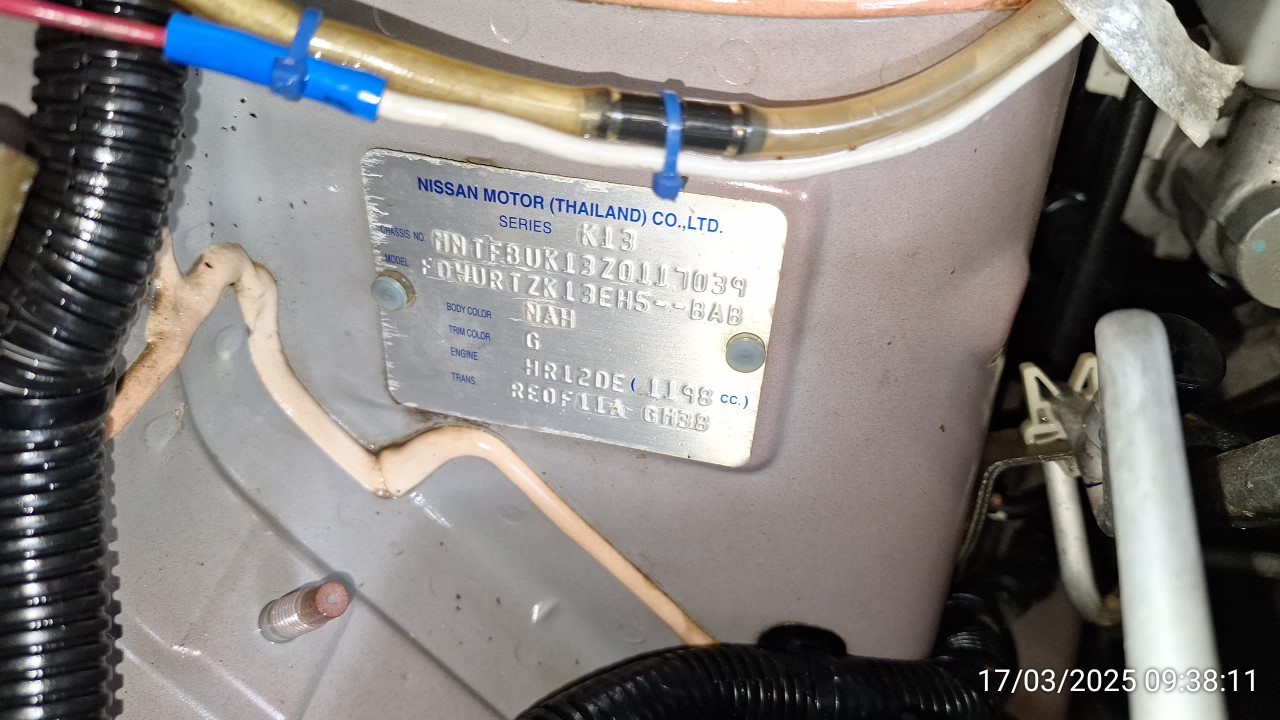 NISSAN MOTOR (THAILAND) CO.,LTD.
SERIES K13
CHASSIS NO. MNTFBUK13Z0117039
MODEL FDWURTZK13EH5--BAB
BODY COLOR NAH
TRIM COLOR G
ENGINE HR12DE ( 1198 CC.)
TRANS. RE0F11A GH38
17/03/2025 09:38:11